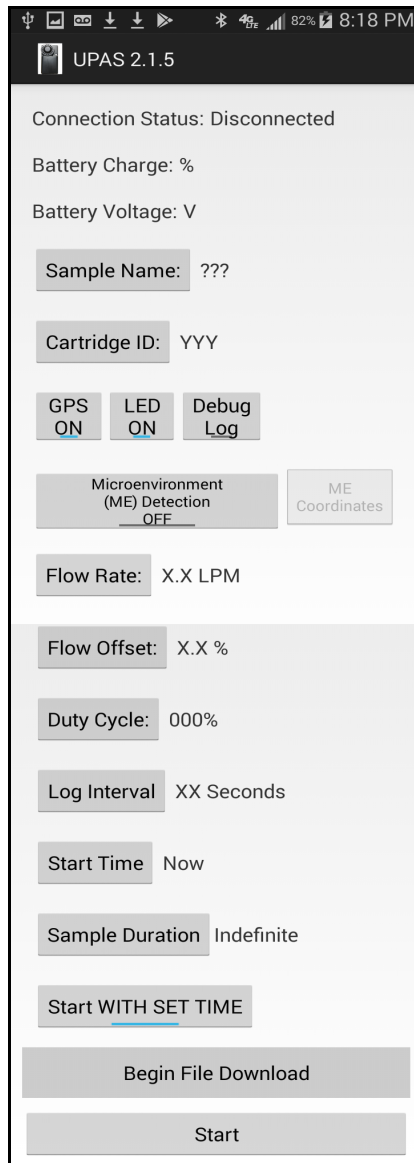 4G LTE 82% 8:18 PM
UPAS 2.1.5
Connection Status: Disconnected
Battery Charge: %
Battery Voltage: V
Sample Name: ???
Cartridge ID: YYY
GPS ON LED ON Debug Log
Microenvironment
(ME) Detection
OFF
ME
Coordinates
Flow Rate: X.X LPM
Flow Offset: X.X %
Duty Cycle: 000%
Log Interval XX Seconds
Start Time Now
Sample Duration Indefinite
Start WITH SET TIME
Begin File Download
Start